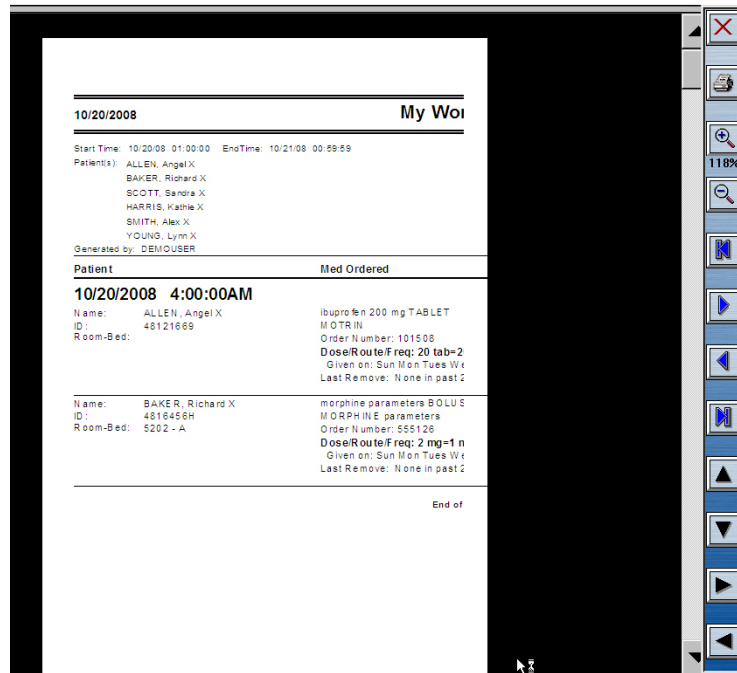 10/20/2008 My Wor
Start Time: 10/20/08 01:00:00 EndTime: 10/21/08 00:59:59
Patient(s): ALLEN, Angel X
BAKER, Richard X
SCOTT, Sandra X
HARRIS, Kathie X
SMITH, Alex X
YOUNG, Lynn X
Generated by: DEMOUSER
Patient Med Ordered
10/20/2008 4:00:00AM
Name: ALLEN, Angel X ibuprofen 200 mg TABLET
ID: 48121669 MOTRIN
Room-Bed: Order Number: 101508
Dose/Route/Freq: 20 tab=2
Given on: Sun Mon Tues We
Last Remove: None in past 2
Name: BAKER, Richard X morphine parameters BOLUS
ID: 4816456H MORPHINE parameters
Room-Bed: 5202 - A Order Number: 555126
Dose/Route/Freq: 2 mg=1 m
Given on: Sun Mon Tues We
Last Remove: None in past 2
End of
118%